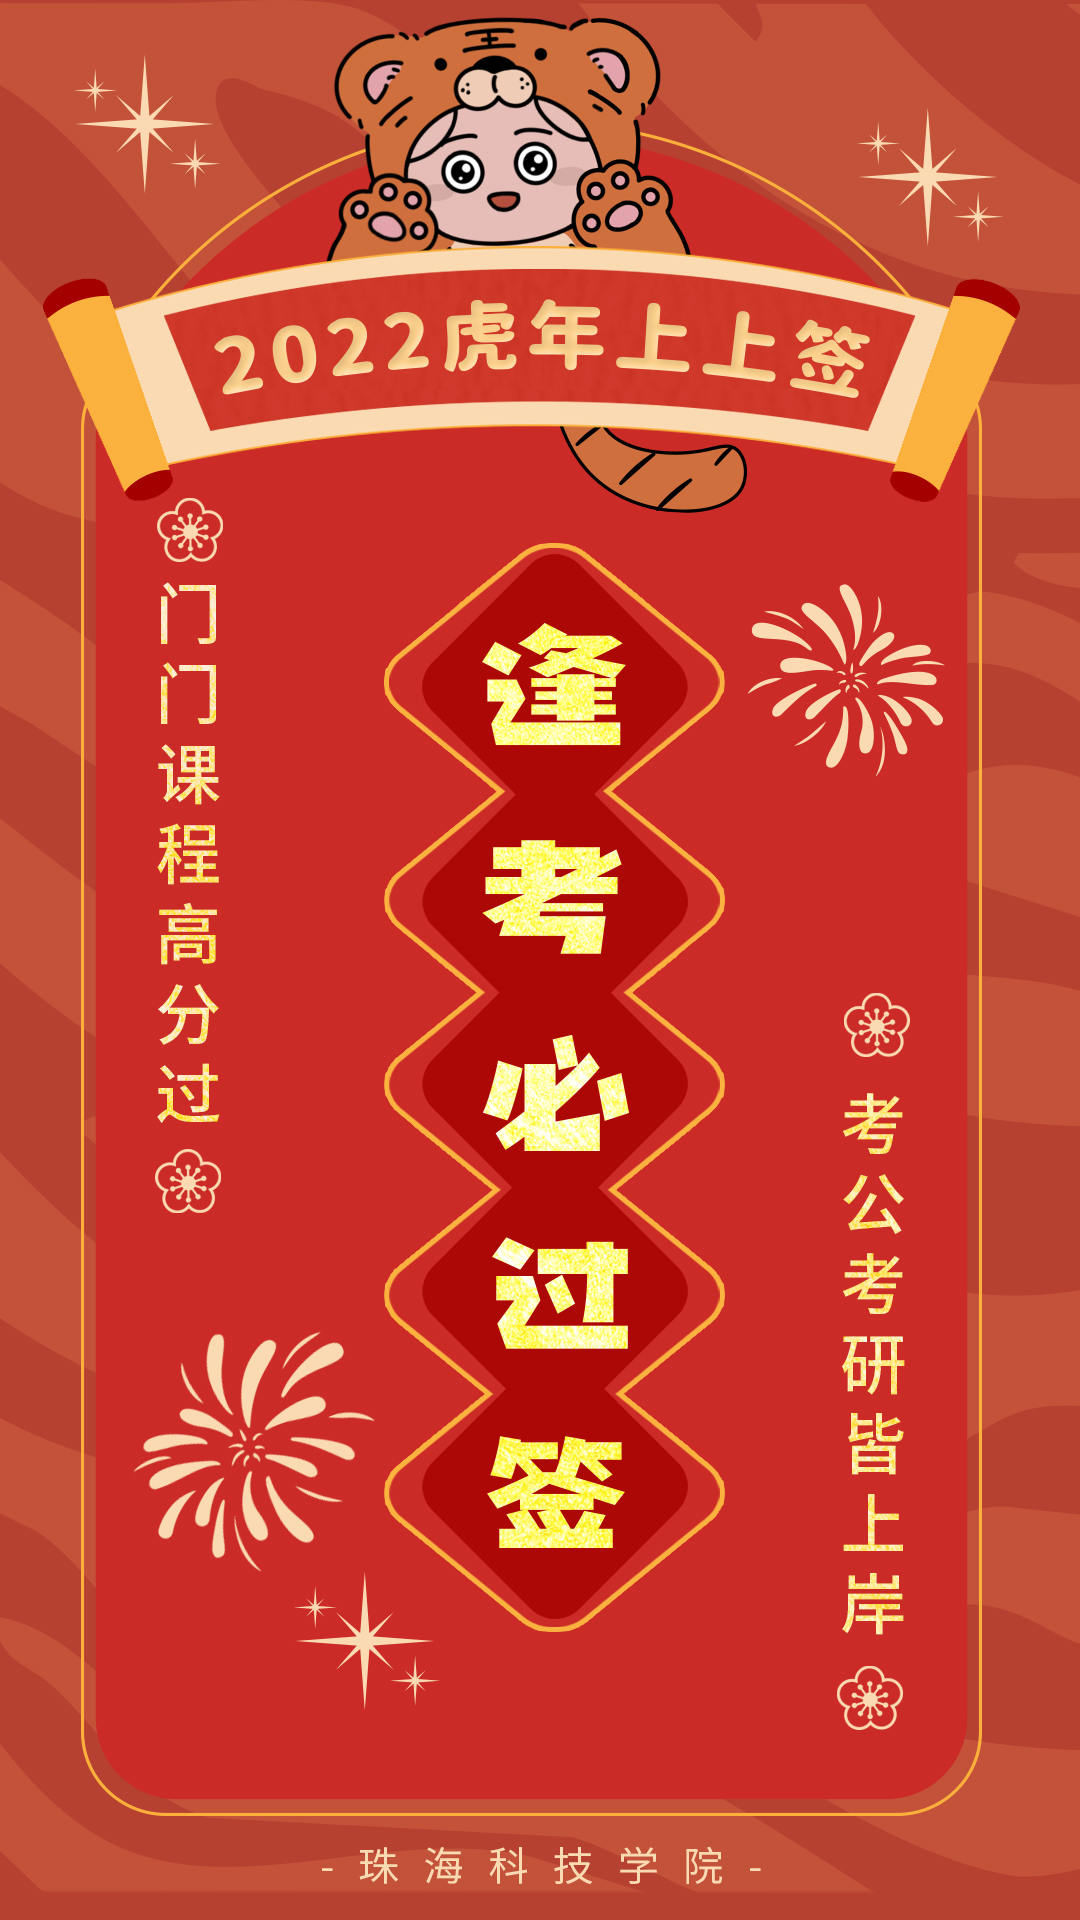 2022虎年上上签
逢考必过签
门门课程高分过
考公考研皆上岸
- 珠海科技学院 -